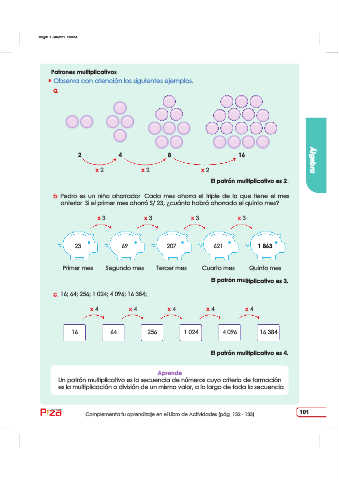 Patrones multiplicativos
Observa con atención los siguientes ejemplos.
a.
2 4 8 16
x 2 x 2 x 2
El patrón multiplicativo es 2.
b. Pedro es un niño ahorrador. Cada mes ahorra el triple de lo que tiene el mes
anterior. Si el primer mes ahorró S/ 23, ¿cuánto habrá ahorrado el quinto mes?
x 3 x 3 x 3 x 3
23 69 207 621 1 863
Primer mes Segundo mes Tercer mes Cuarto mes Quinto mes
El patrón multiplicativo es 3.
c. 16; 64; 256; 1 024; 4 096; 16 384;
x 4 x 4 x 4 x 4 x 4
16 64 256 1 024 4 096 16 384
El patrón multiplicativo es 4.
Aprende
Un patrón multiplicativo es la secuencia de números cuyo criterio de formación
es la multiplicación o división de un mismo valor, a lo largo de toda la secuencia.
Álgebra
Complementa tu aprendizaje en el Libro de Actividades (pág. 152 - 153)
101